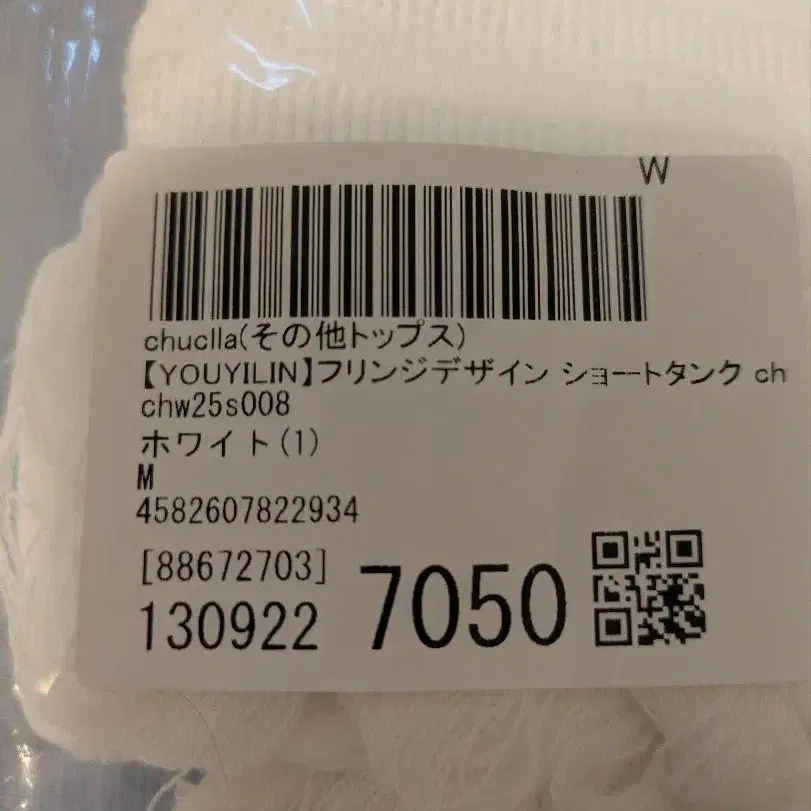 W
chuclla(その他トップス)
【YOUYILIN】フリンジデザイン ショートタンク ch
chw25s008
ホワイト(1)
M
4582607822934
[88672703]
130922 7050